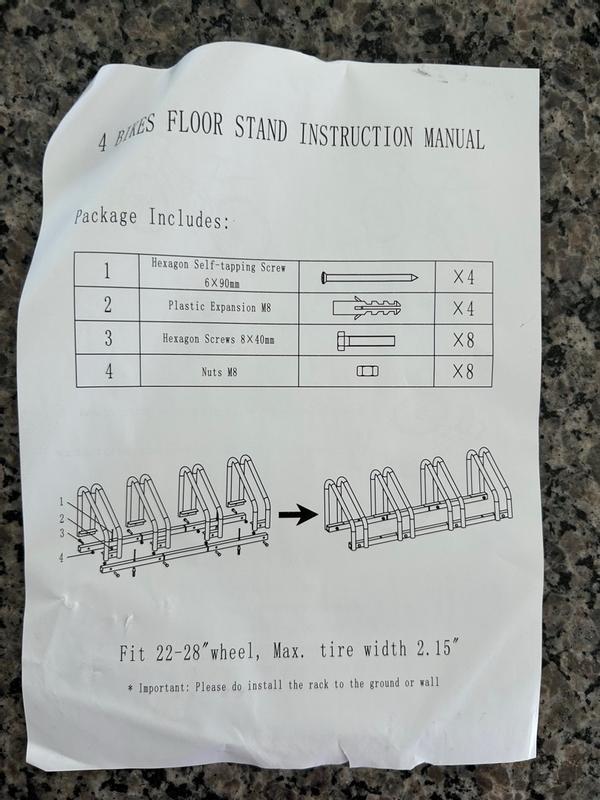 4 BIKES FLOOR STAND INSTRUCTION MANUAL
Package Includes:
1 Hexagon Self-tapping Screw ×4
6×90mm
2 Plastic Expansion M8 ×4
3 Hexagon Screws 8×40mm ×8
4 Nuts M8 ×8
1
2
3
4
Fit 22-28″wheel, Max. tire width 2.15″
* Important: Please do install the rack to the ground or wall